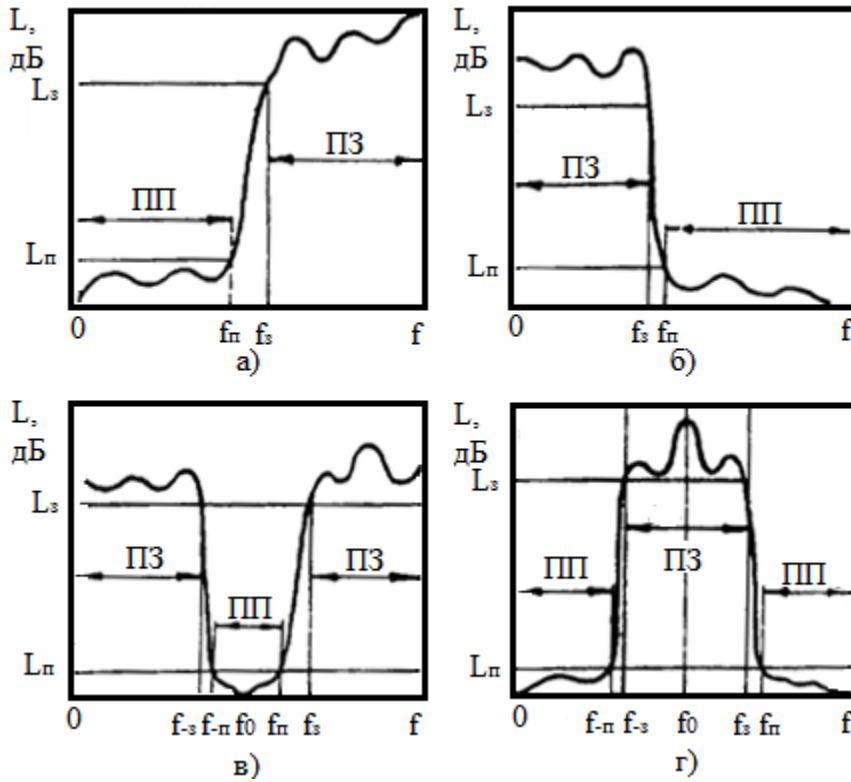 L,
дБ
Lз
ПЗ
ПП
Lп
0 fп fз f
а)
L,
дБ
Lз
ПЗ
ПП
Lп
0 fз fп f
б)
L,
дБ
Lз
ПЗ ПЗ
ПП
Lп
0 f-з f-п f0 fп fз f
в)
L,
дБ
Lз
ПП ПЗ ПП
Lп
0 f-п f-з f0 fз fп f
г)